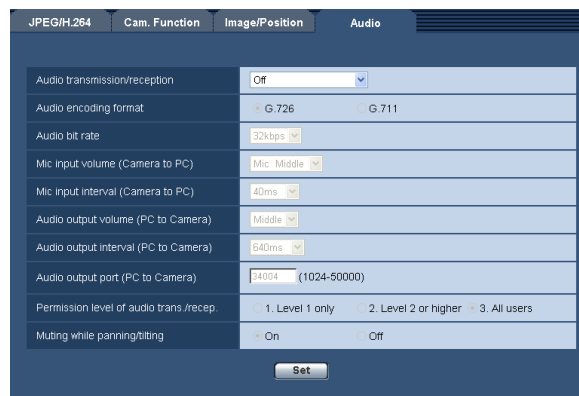 JPEG/H.264 Cam. Function Image/Position Audio
Audio transmission/reception Off
Audio encoding format G.726 G.711
Audio bit rate 32kbps
Mic input volume (Camera to PC) Mic Middle
Mic input interval (Camera to PC) 40ms
Audio output volume (PC to Camera) Middle
Audio output interval (PC to Camera) 640ms
Audio output port (PC to Camera) 34004 (1024-50000)
Permission level of audio trans./recep. 1. Level 1 only 2. Level 2 or higher 3. All users
Muting while panning/tilting On Off
Set